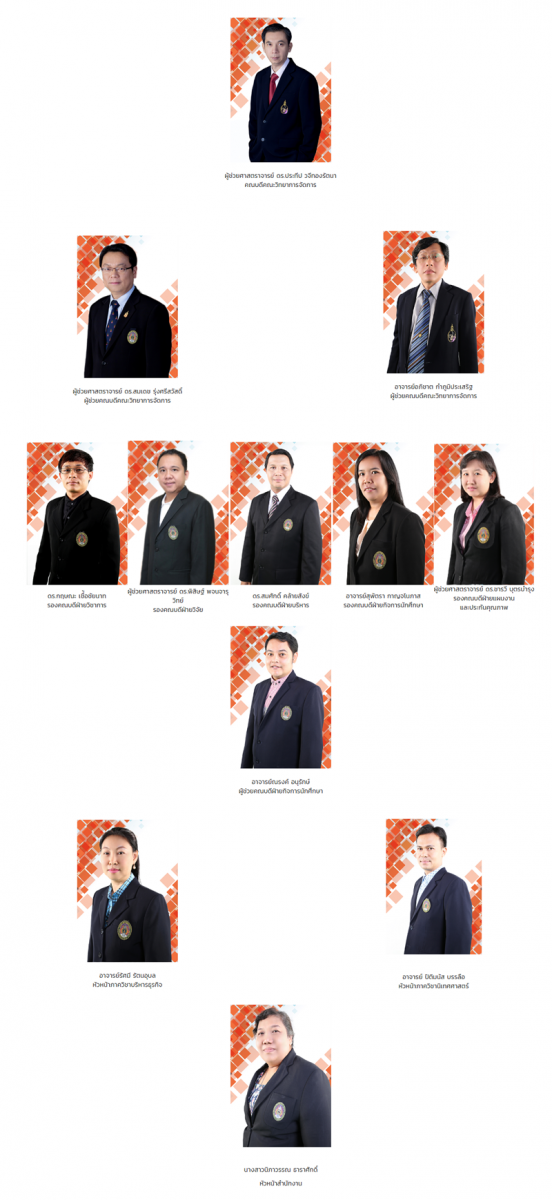 ผู้ช่วยศาสตราจารย์ ดร.ประทีป วจีทองรัตนา
คณบดีคณะวิทยาการจัดการ
ผู้ช่วยศาสตราจารย์ ดร.สมเดช รุ่งศรีสวัสดิ์
ผู้ช่วยคณบดีคณะวิทยาการจัดการ
อาจารย์อภิชาต กำภูมิประเสริฐ
ผู้ช่วยคณบดีคณะวิทยาการจัดการ
ดร.กฤษณะ เชื้อชัยนาท
รองคณบดีฝ่ายวิชาการ
ผู้ช่วยศาสตราจารย์ ดร.พิสิษฐ์ พจนจารุ
วิทย์
รองคณบดีฝ่ายวิจัย
ดร.สมศักดิ์ คล้ายสังข์
รองคณบดีฝ่ายบริหาร
อาจารย์สุพัตรา กาญจโนภาส
รองคณบดีฝ่ายกิจการนักศึกษา
ผู้ช่วยศาสตราจารย์ ดร.ชารวี บุตรบำรุง
รองคณบดีฝ่ายแผนงาน
และประกันคุณภาพ
อาจารย์ณรงค์ อนุรักษ์
ผู้ช่วยคณบดีฝ่ายกิจการนักศึกษา
อาจารย์รัศมี รัตนอุบล
หัวหน้าภาควิชาบริหารธุรกิจ
อาจารย์ ปิติมนัส บรรลือ
หัวหน้าภาควิชานิเทศศาสตร์
นางสาวนิภาวรรณ ธาราศักดิ์
หัวหน้าสำนักงาน